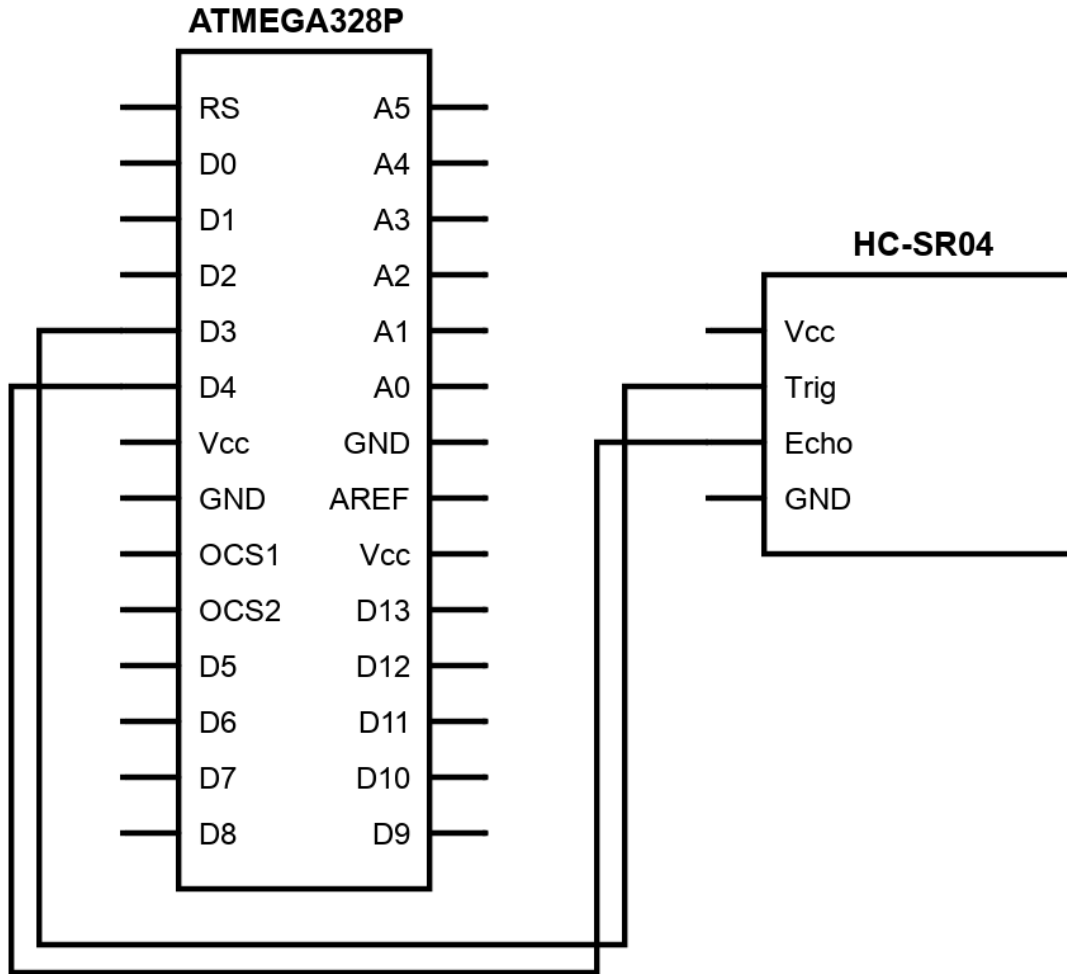 ATMEGA328P
RS
D0
D1
D2
D3
D4
Vcc
GND
OCS1
OCS2
D5
D6
D7
D8
A5
A4
A3
A2
A1
A0
GND
AREF
Vcc
D13
D12
D11
D10
D9
HC-SR04
Vcc
Trig
Echo
GND